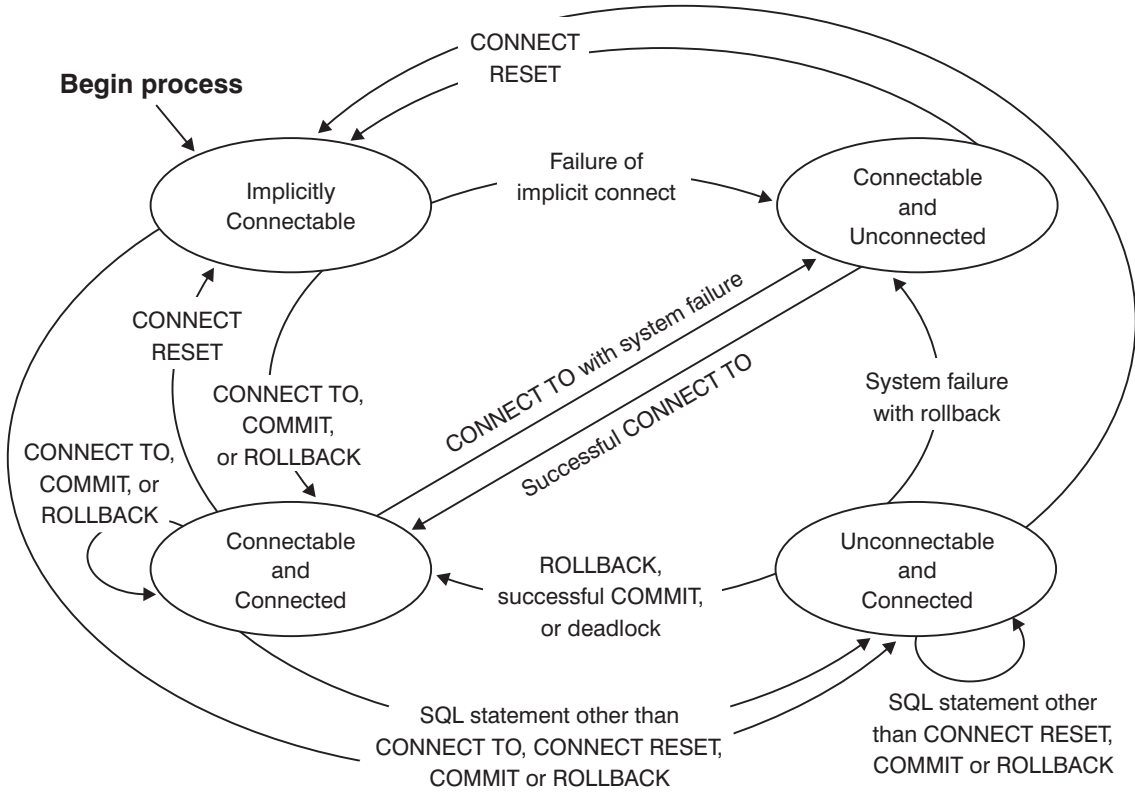 CONNECT
RESET
Begin process
Implicitly
Connectable
Failure of
implicit connect
Connectable
and
Unconnected
CONNECT
RESET
CONNECT TO,
COMMIT,
or ROLLBACK
CONNECT TO with system failure
Successful CONNECT TO
System failure
with rollback
CONNECT TO,
COMMIT, or
ROLLBACK
Connectable
and
Connected
ROLLBACK,
successful COMMIT,
or deadlock
Unconnectable
and
Connected
SQL statement other than
CONNECT TO, CONNECT RESET,
COMMIT or ROLLBACK
SQL statement other
than CONNECT RESET,
COMMIT or ROLLBACK